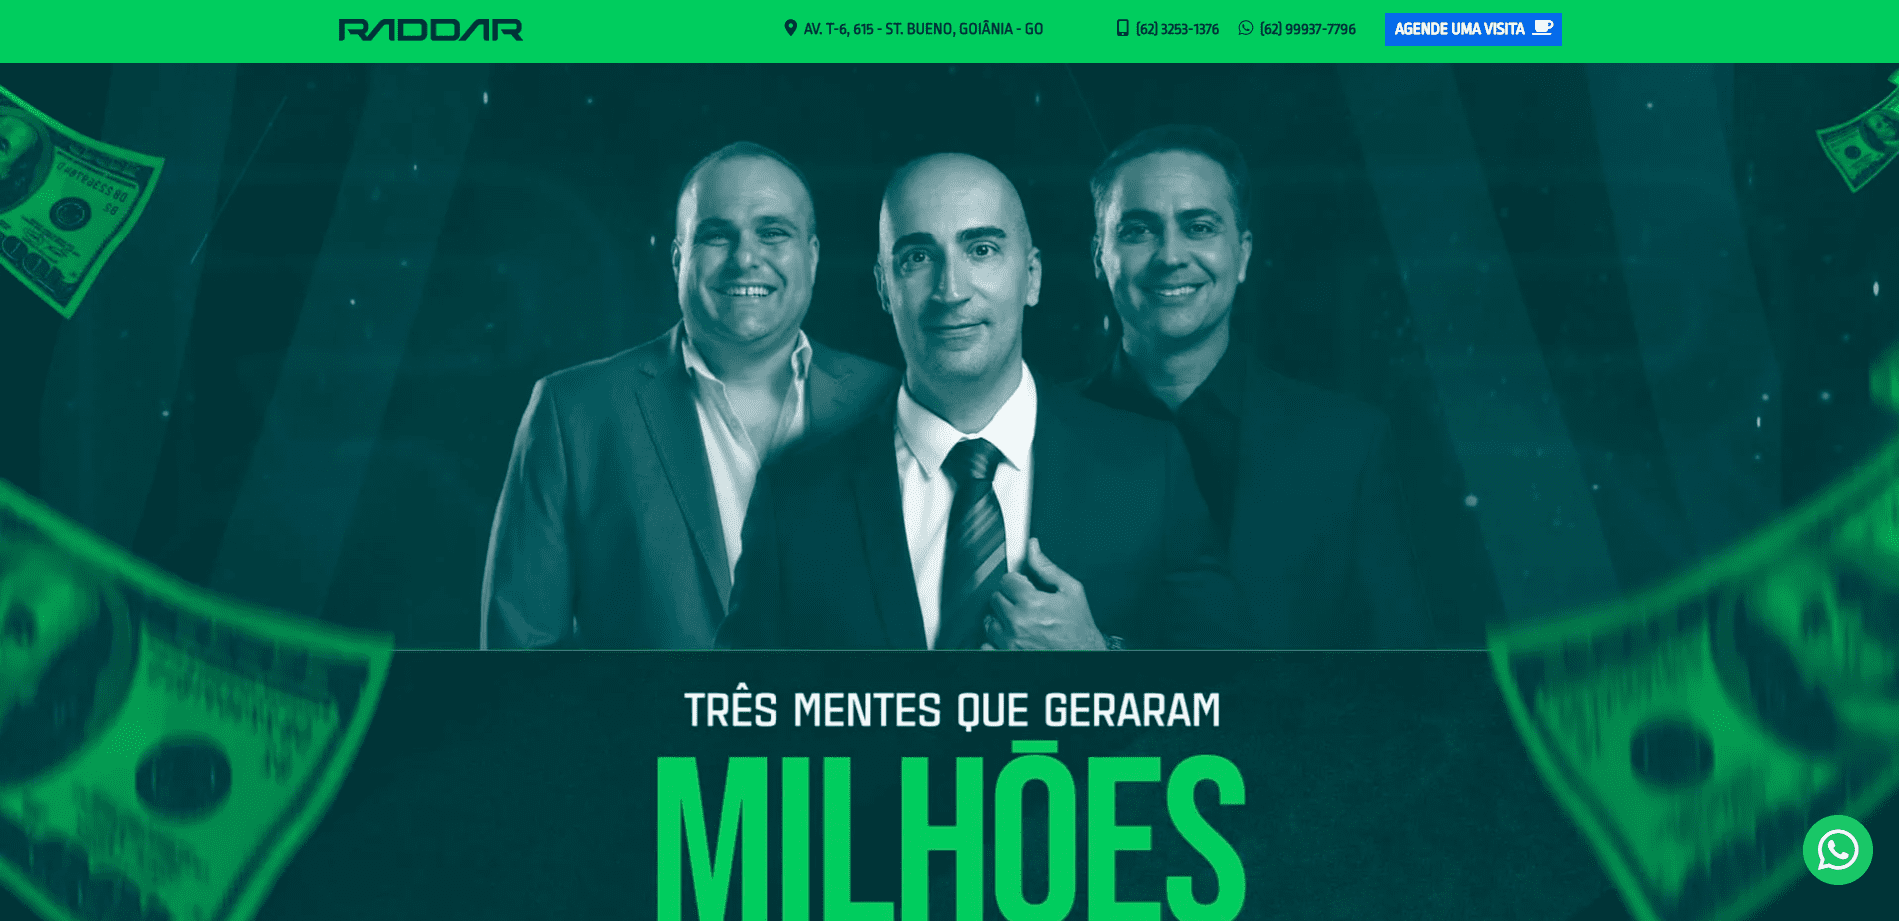 RADDAR
AV. T-6, 615 - ST. BUENO, GOIÂNIA - GO
(62) 3253-1376
(62) 99937-7796
AGENDE UMA VISITA
TRÊS MENTES QUE GERARAM
MILHÕES